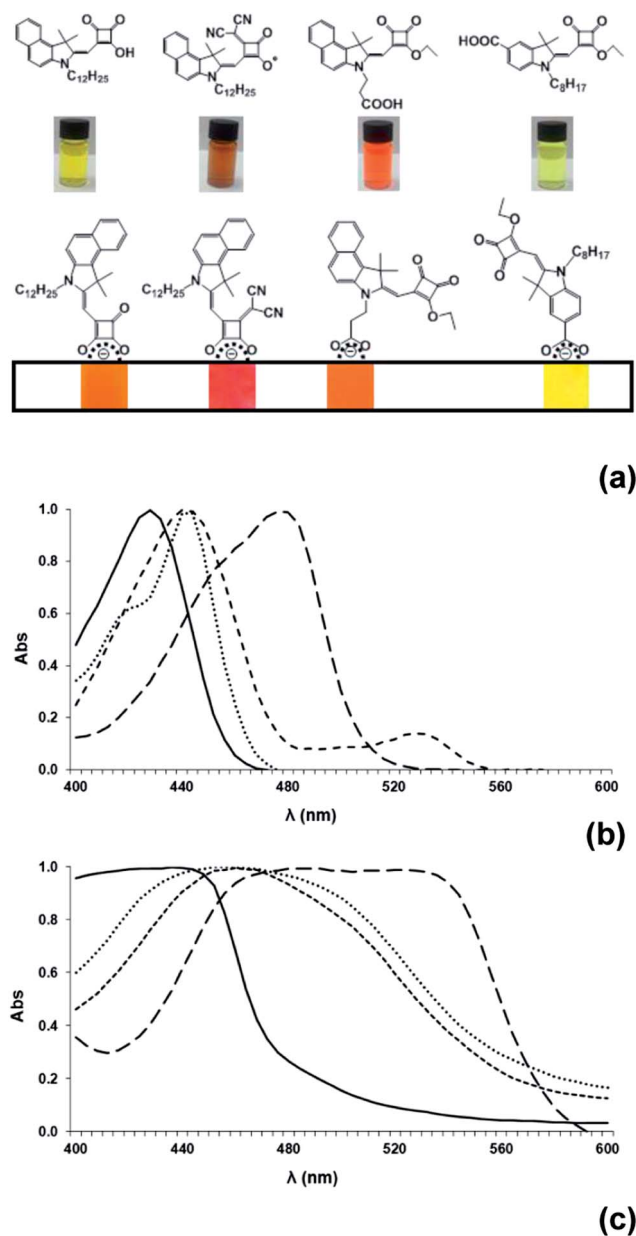 O O
OH
N
C12H25
CN CN
O
O*
N
C12H25
O O
O
N
COOH
O O
HOOC
O
N
C8H17
C12H25 N
O
O O
C12H25 N
CN
CN
O O
O
O
N
O
O O
O
O
O
N C8H17
O O
(a)
1.0
0.8
0.6
0.4
0.2
0.0
Abs
400 440 480 520 560 600
λ (nm)
(b)
1.0
0.8
0.6
0.4
0.2
0.0
Abs
400 440 480 520 560 600
λ (nm)
(c)